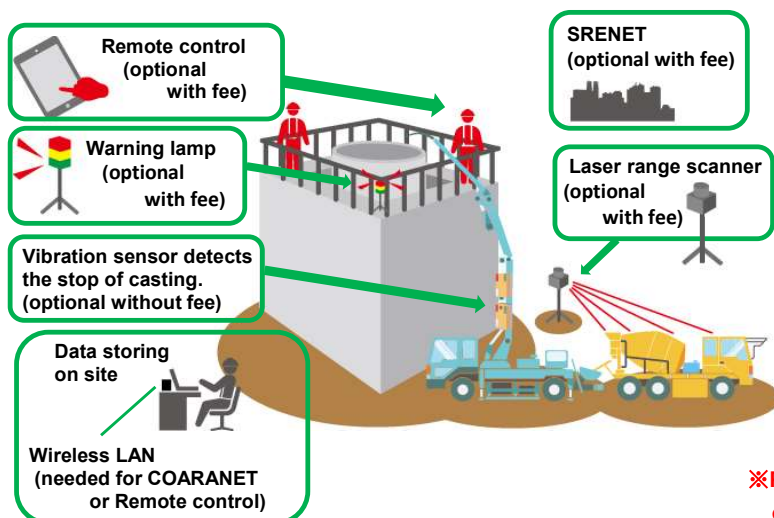 Remote control
(optional
with fee)
Warning lamp
(optional
with fee)
Vibration sensor detects
the stop of casting.
(optional without fee)
Data storing
on site
Wireless LAN
(needed for COARANET
or Remote control)
SRENET
(optional with fee)
Laser range scanner
(optional
with fee)
※